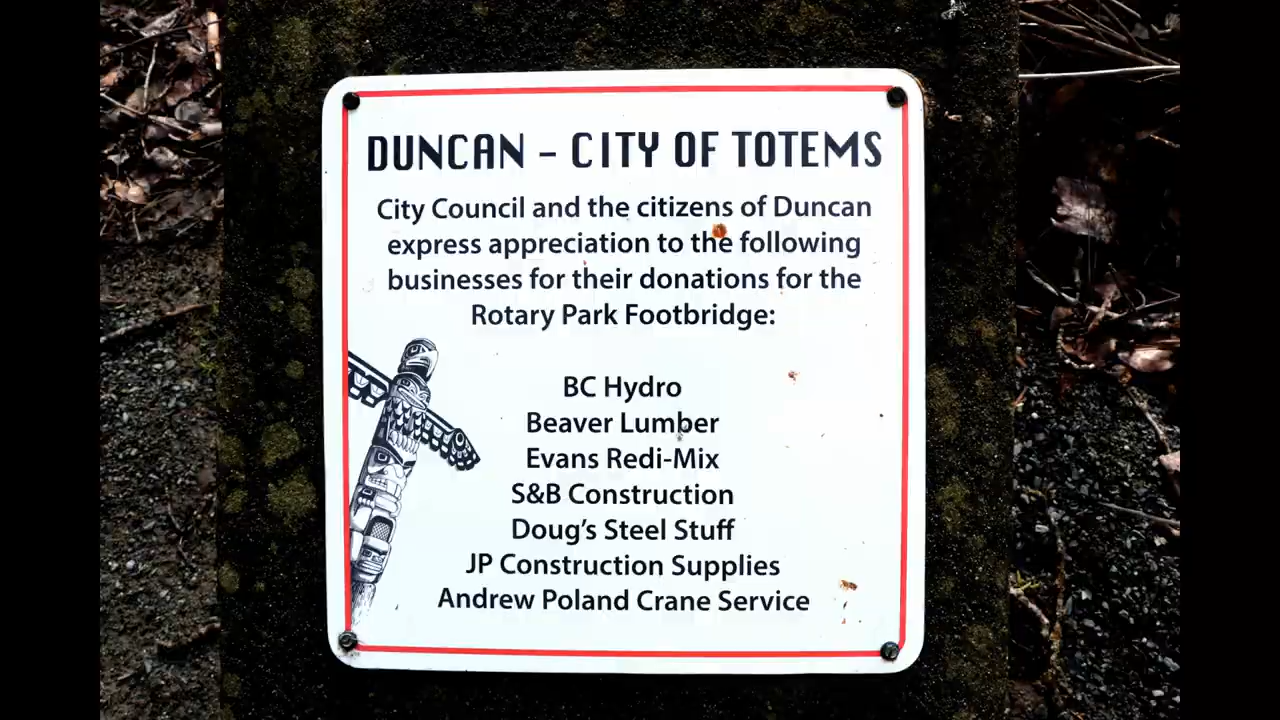 DUNCAN – CITY OF TOTEMS
City Council and the citizens of Duncan
express appreciation to the following
businesses for their donations for the
Rotary Park Footbridge:
BC Hydro
Beaver Lumber
Evans Redi-Mix
S&B Construction
Doug’s Steel Stuff
JP Construction Supplies
Andrew Poland Crane Service